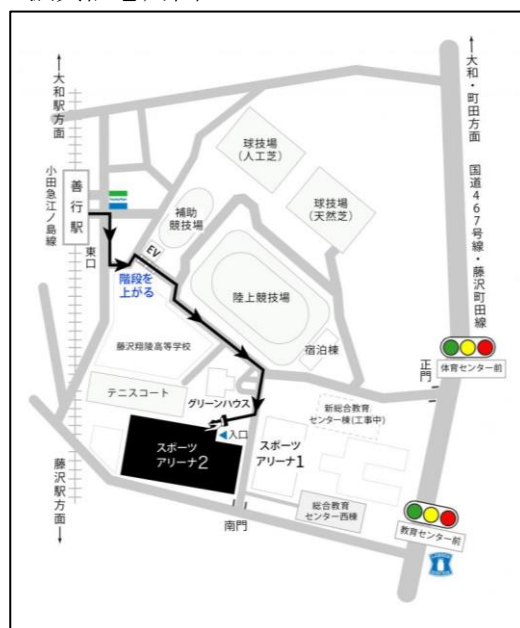 ←大和駅方面
小田急江ノ島線
善行駅
東口
FamilyMart
階段を
上がる
EV
補助
競技場
球技場
(人工芝)
球技場
(天然芝)
陸上競技場
宿泊棟
藤沢翔陵高等学校
テニスコート
グリーンハウス
◀入口
スポーツ
アリーナ2
スポーツ
アリーナ1
新総合教育
センター棟(工事中)
総合教育
センター西棟
南門
正門
体育センター前
教育センター前
←大和・町田方面
国道467号線・藤沢町田線
藤沢駅方面→